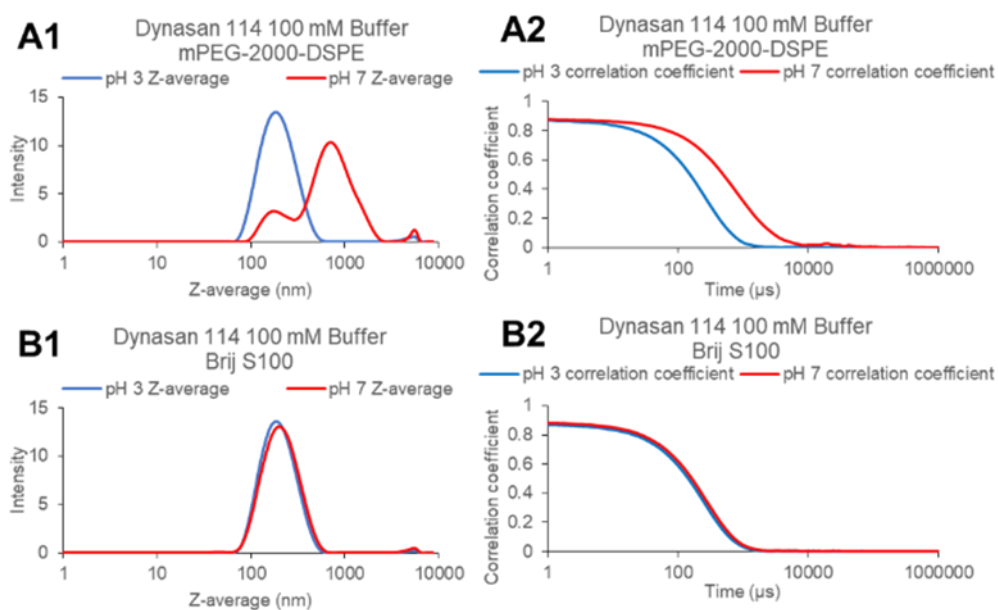 A1
Dynasan 114 100 mM Buffer
mPEG-2000-DSPE
pH 3 Z-average pH 7 Z-average
15
10
5
0
Intensity
1 10 100 1000 10000
Z-average (nm)
A2
Dynasan 114 100 mM Buffer
mPEG-2000-DSPE
pH 3 correlation coefficient pH 7 correlation coefficient
1
0.8
0.6
0.4
0.2
0
Correlation coefficient
1 100 10000 1000000
Time (µs)
B1
Dynasan 114 100 mM Buffer
Brij S100
pH 3 Z-average pH 7 Z-average
15
10
5
0
Intensity
1 10 100 1000 10000
Z-average (nm)
B2
Dynasan 114 100 mM Buffer
Brij S100
pH 3 correlation coefficient pH 7 correlation coefficient
1
0.8
0.6
0.4
0.2
0
Correlation coefficient
1 100 10000 1000000
Time (µs)